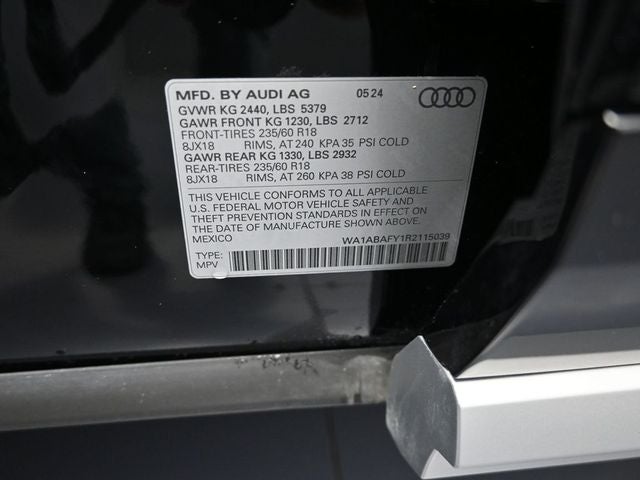 MFD. BY AUDI AG 0524
GVWR KG 2440, LBS 5379
GAWR FRONT KG 1230, LBS 2712
FRONT-TIRES 235/60 R18
8JX18 RIMS, AT 240 KPA 35 PSI COLD
GAWR REAR KG 1330, LBS 2932
REAR-TIRES 235/60 R18
8JX18 RIMS, AT 260 KPA 38 PSI COLD
THIS VEHICLE CONFORMS TO ALL APPLICABLE
U.S. FEDERAL MOTOR VEHICLE SAFETY AND
THEFT PREVENTION STANDARDS IN EFFECT ON
THE DATE OF MANUFACTURE SHOWN ABOVE.
MEXICO WA1ABAFY1R2115039
TYPE:
MPV